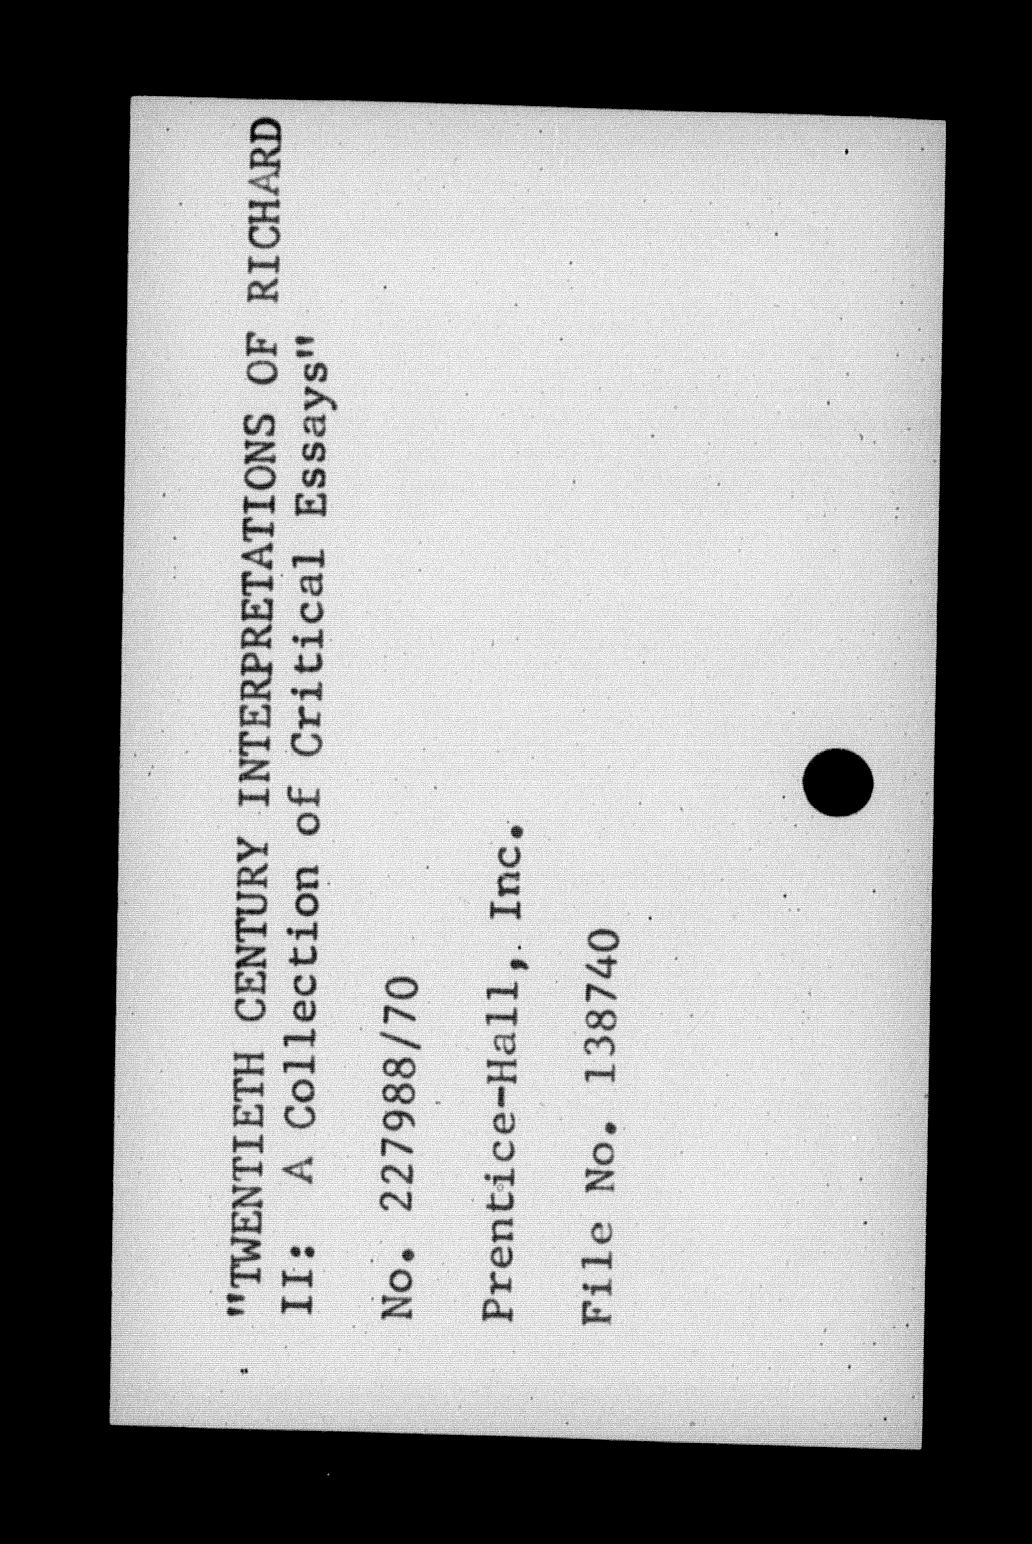 "TWENTIETH CENTURY INTERPRETATIONS OF RICHARD
II: A Collection of Critical Essays"
No. 227988/70
Prentice-Hall, Inc.
File No. 138740